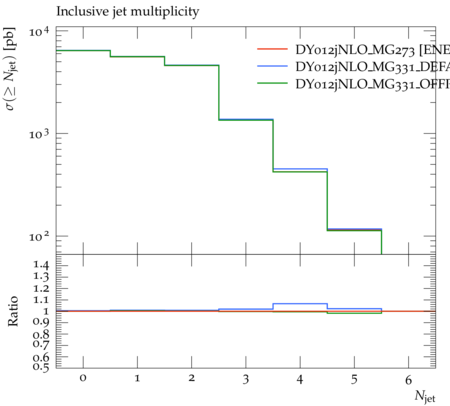 Inclusive jet multiplicity
σ(≥ Njet) [pb]
10^4
10^3
10^2
DY012jNLO_MG273 [ENE
DY012jNLO_MG331_DEFA
DY012jNLO_MG331_OFFI
Ratio
1.4
1.3
1.2
1.1
1
0.9
0.8
0.7
0.6
0.5
0 1 2 3 4 5 6
Njet